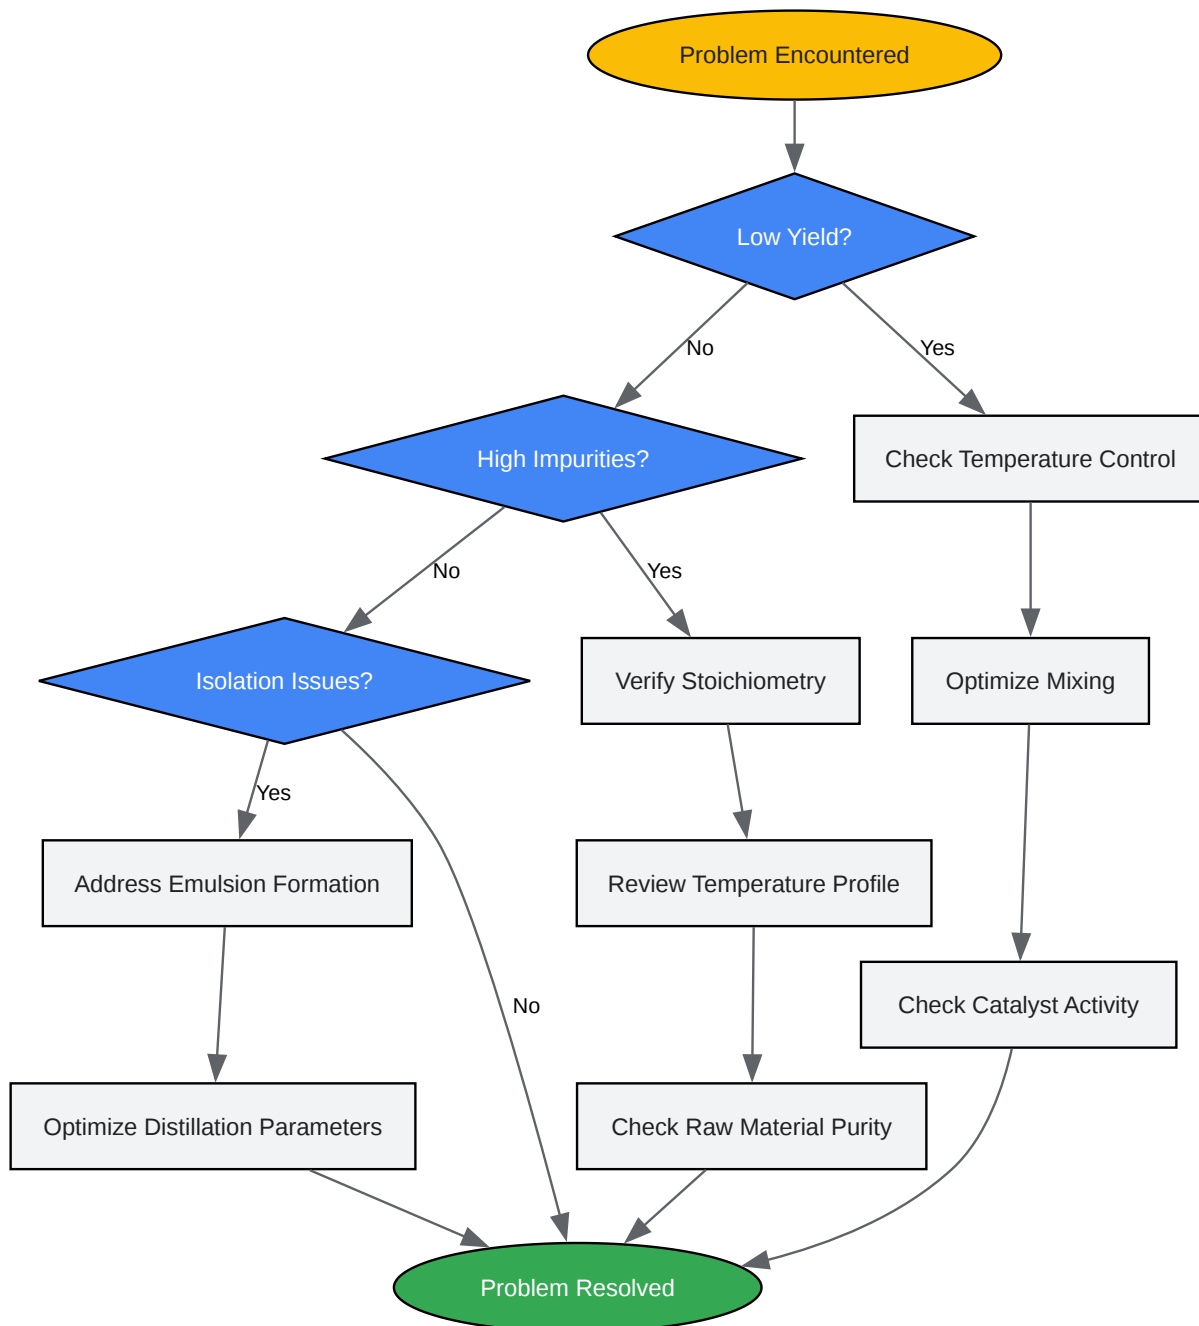 Problem Encountered
Low Yield?
No
Yes
High Impurities?
Check Temperature Control
No
Yes
Isolation Issues?
Verify Stoichiometry
Optimize Mixing
Yes
Address Emulsion Formation
Review Temperature Profile
No
Check Catalyst Activity
Optimize Distillation Parameters
Check Raw Material Purity
Problem Resolved